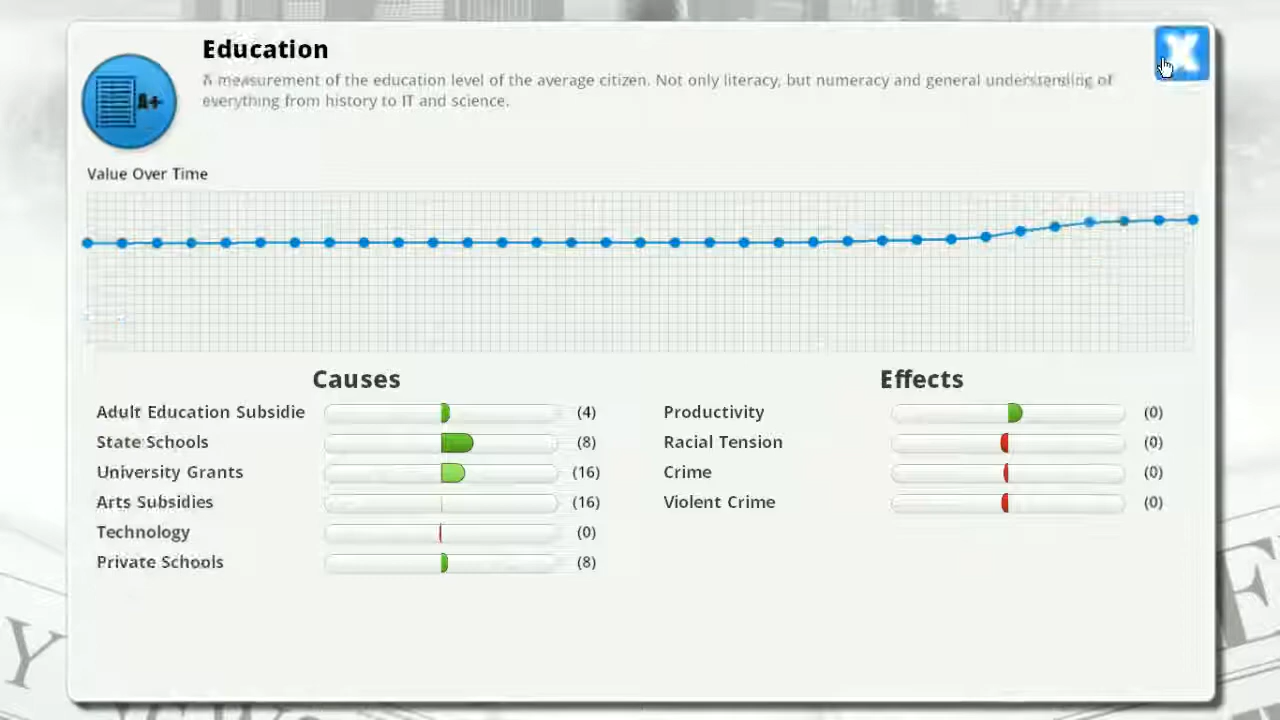 Education
A measurement of the education level of the average citizen. Not only literacy, but numeracy and general understanding of
everything from history to IT and science.
A+
Value Over Time
Causes
Effects
Adult Education Subsidie (4)
Productivity (0)
State Schools (8)
Racial Tension (0)
University Grants (16)
Crime (0)
Arts Subsidies (16)
Violent Crime (0)
Technology (0)
Private Schools (8)